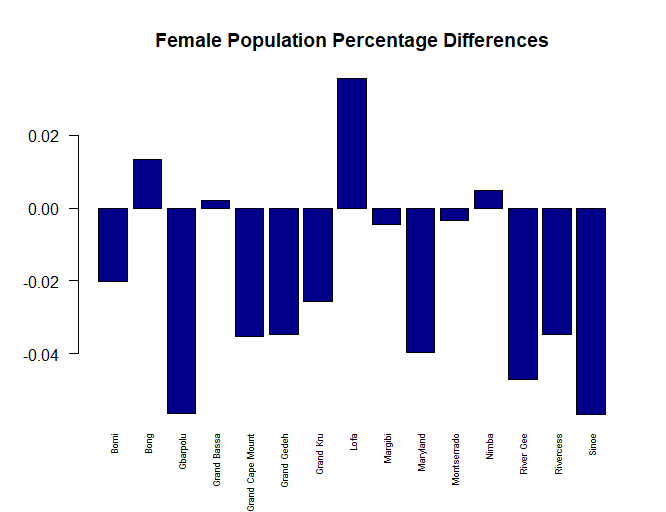 Female Population Percentage Differences
0.02
0.00
-0.02
-0.04
Bomi
Bong
Gbarpolu
Grand Bassa
Grand Cape Mount
Grand Gedeh
Grand Kru
Lofa
Margibi
Maryland
Montserrado
Nimba
River Gee
Rivercess
Sinoe